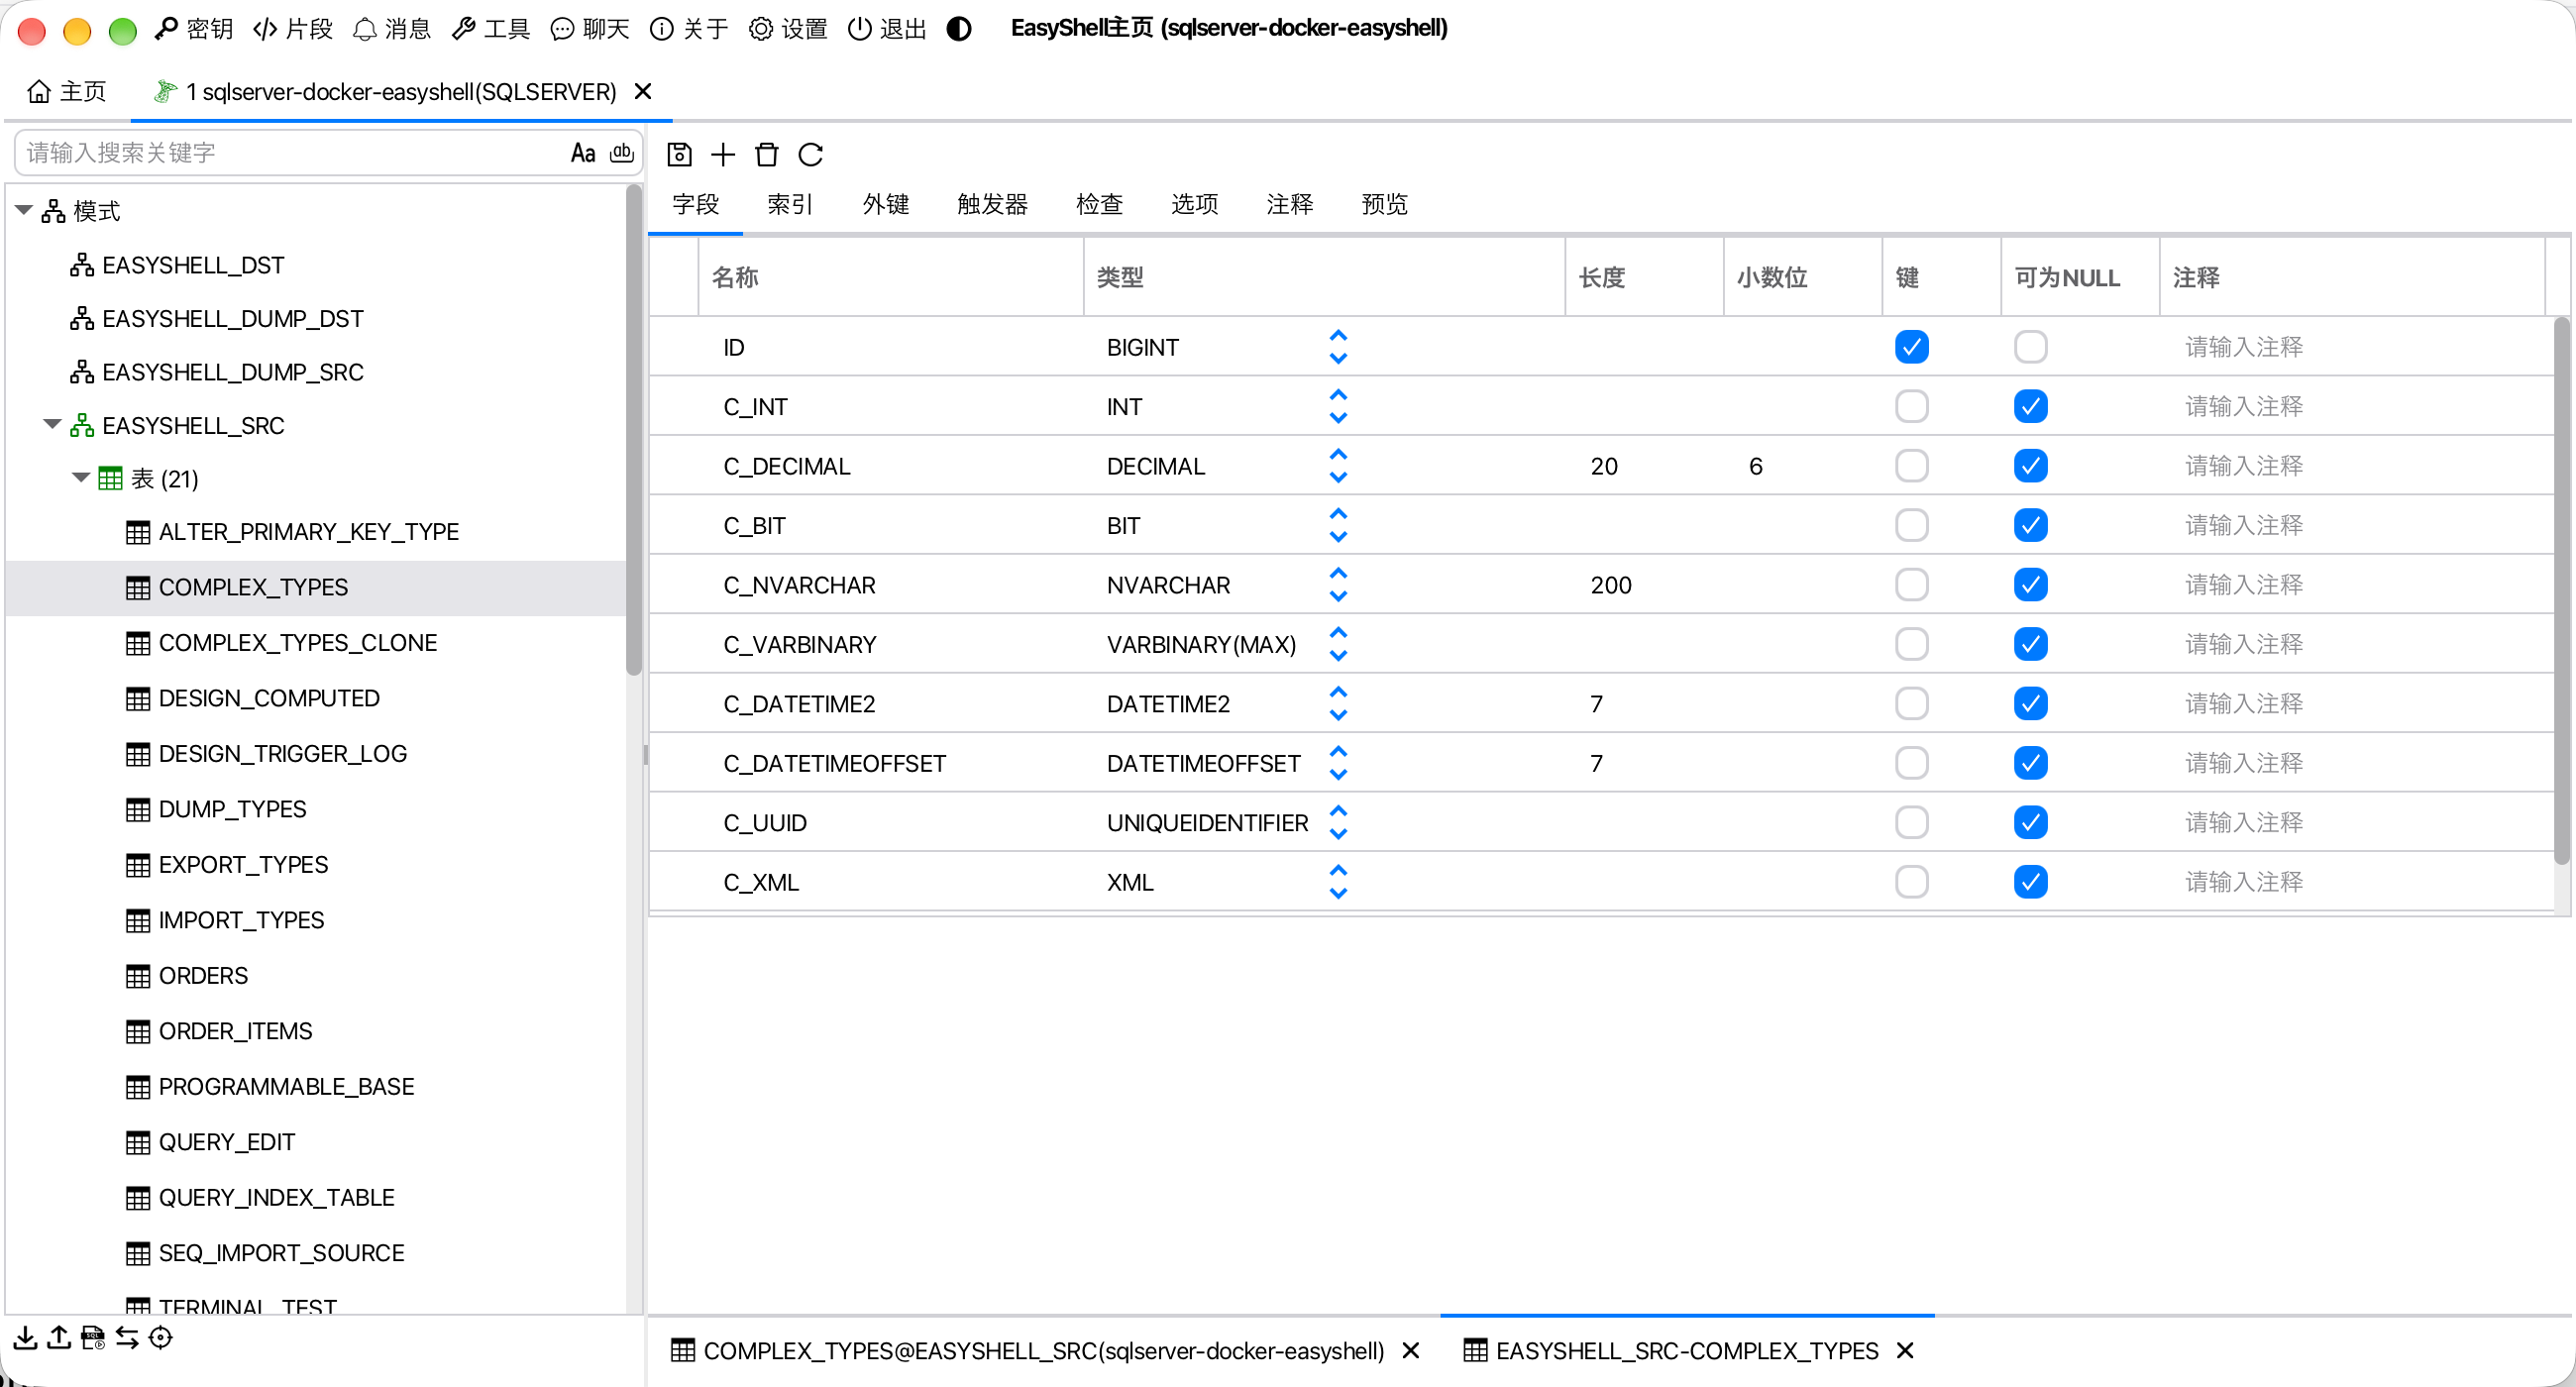 密钥 片段 消息 工具 聊天 关于 设置 退出 EasyShell主页 (sqlserver-docker-easyshell)
主页 1 sqlserver-docker-easyshell(SQLSERVER)
请输入搜索关键字 Aa ab
模式
EASYSHELL_DST
EASYSHELL_DUMP_DST
EASYSHELL_DUMP_SRC
EASYSHELL_SRC
表 (21)
ALTER_PRIMARY_KEY_TYPE
COMPLEX_TYPES
COMPLEX_TYPES_CLONE
DESIGN_COMPUTED
DESIGN_TRIGGER_LOG
DUMP_TYPES
EXPORT_TYPES
IMPORT_TYPES
ORDERS
ORDER_ITEMS
PROGRAMMABLE_BASE
QUERY_EDIT
QUERY_INDEX_TABLE
SEQ_IMPORT_SOURCE
TERMINAL_TEST
字段 索引 外键 触发器 检查 选项 注释 预览
名称 类型 长度 小数位 键 可为NULL 注释
ID BIGINT 请输入注释
C_INT INT 请输入注释
C_DECIMAL DECIMAL 20 6 请输入注释
C_BIT BIT 请输入注释
C_NVARCHAR NVARCHAR 200 请输入注释
C_VARBINARY VARBINARY(MAX) 请输入注释
C_DATETIME2 DATETIME2 7 请输入注释
C_DATETIMEOFFSET DATETIMEOFFSET 7 请输入注释
C_UUID UNIQUEIDENTIFIER 请输入注释
C_XML XML 请输入注释
COMPLEX_TYPES@EASYSHELL_SRC(sqlserver-docker-easyshell) EASYSHELL_SRC-COMPLEX_TYPES